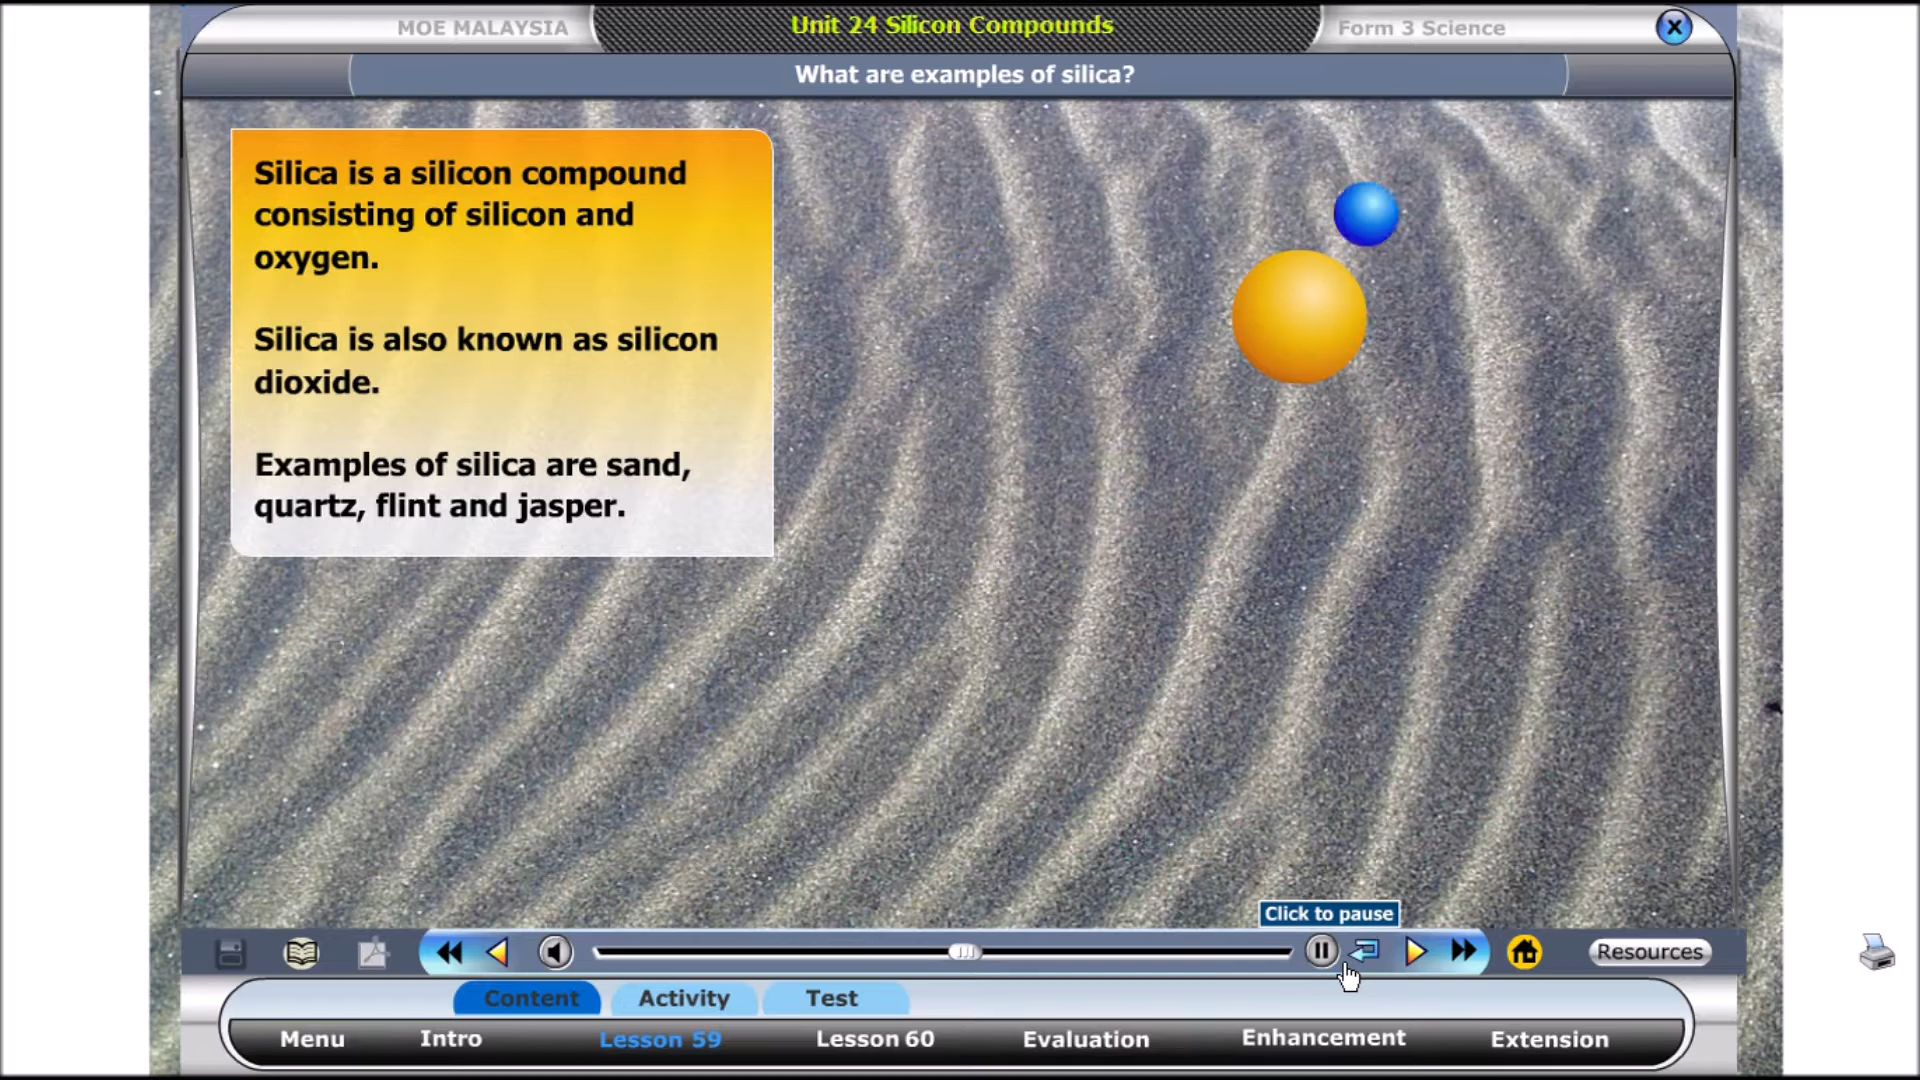 MOE MALAYSIA
Unit 24 Silicon Compounds
Form 3 Science
What are examples of silica?
Silica is a silicon compound
consisting of silicon and
oxygen.
Silica is also known as silicon
dioxide.
Examples of silica are sand,
quartz, flint and jasper.
Click to pause
Resources
Content
Activity
Test
Menu
Intro
Lesson 59
Lesson 60
Evaluation
Enhancement
Extension